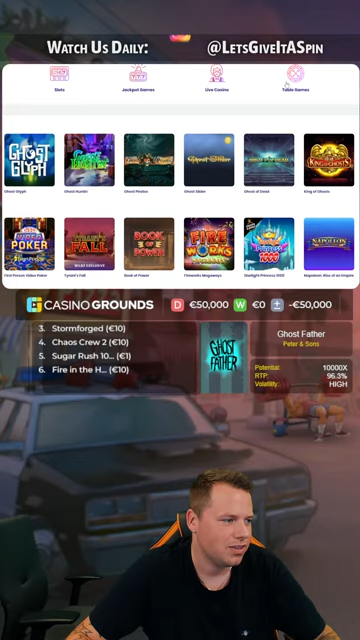 WATCH US DAILY: @LETSGIVEITASPIN
Slots Jackpot Games Live Casino Table Games
GHOST GLYPH
KING OF GHOSTS
Ghost Glyph Ghost Hunter Ghost Pirates Ghost Slider Ghost of Dead King of Ghosts
VIDEO POKER
FALL
BOOK OF POWER
FIREWORKS
1000
NAPOLEON
First Person Video Poker Tyrant's Fall Book of Power Fireworks Megaways Starlight Princess 1000 Napoleon: Rise of an Empire
CASINO GROUNDS D €50,000 W €0 ± -€50,000
3. Stormforged (€10)
4. Chaos Crew 2 (€10)
5. Sugar Rush 10... (€1)
6. Fire in the H... (€10)
GHOST FATHER
Ghost Father
Peter & Sons
Potential: 10000X
RTP: 96.3%
Volatility: HIGH